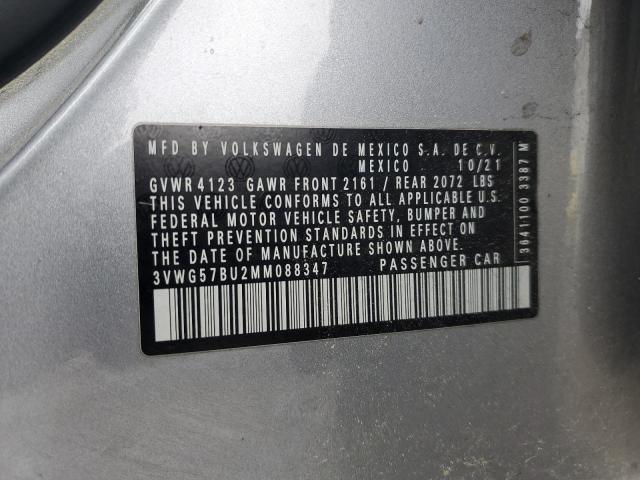 MFD BY VOLKSWAGEN DE MEXICO S.A. DE C.V.
MEXICO 10/21
GVWR 4123 GAWR FRONT 2161 / REAR 2072 LBS
THIS VEHICLE CONFORMS TO ALL APPLICABLE U.S.
FEDERAL MOTOR VEHICLE SAFETY, BUMPER AND
THEFT PREVENTION STANDARDS IN EFFECT ON
THE DATE OF MANUFACTURE SHOWN ABOVE.
3VWG57BU2MM088347 PASSENGER CAR
3641100 3387 M